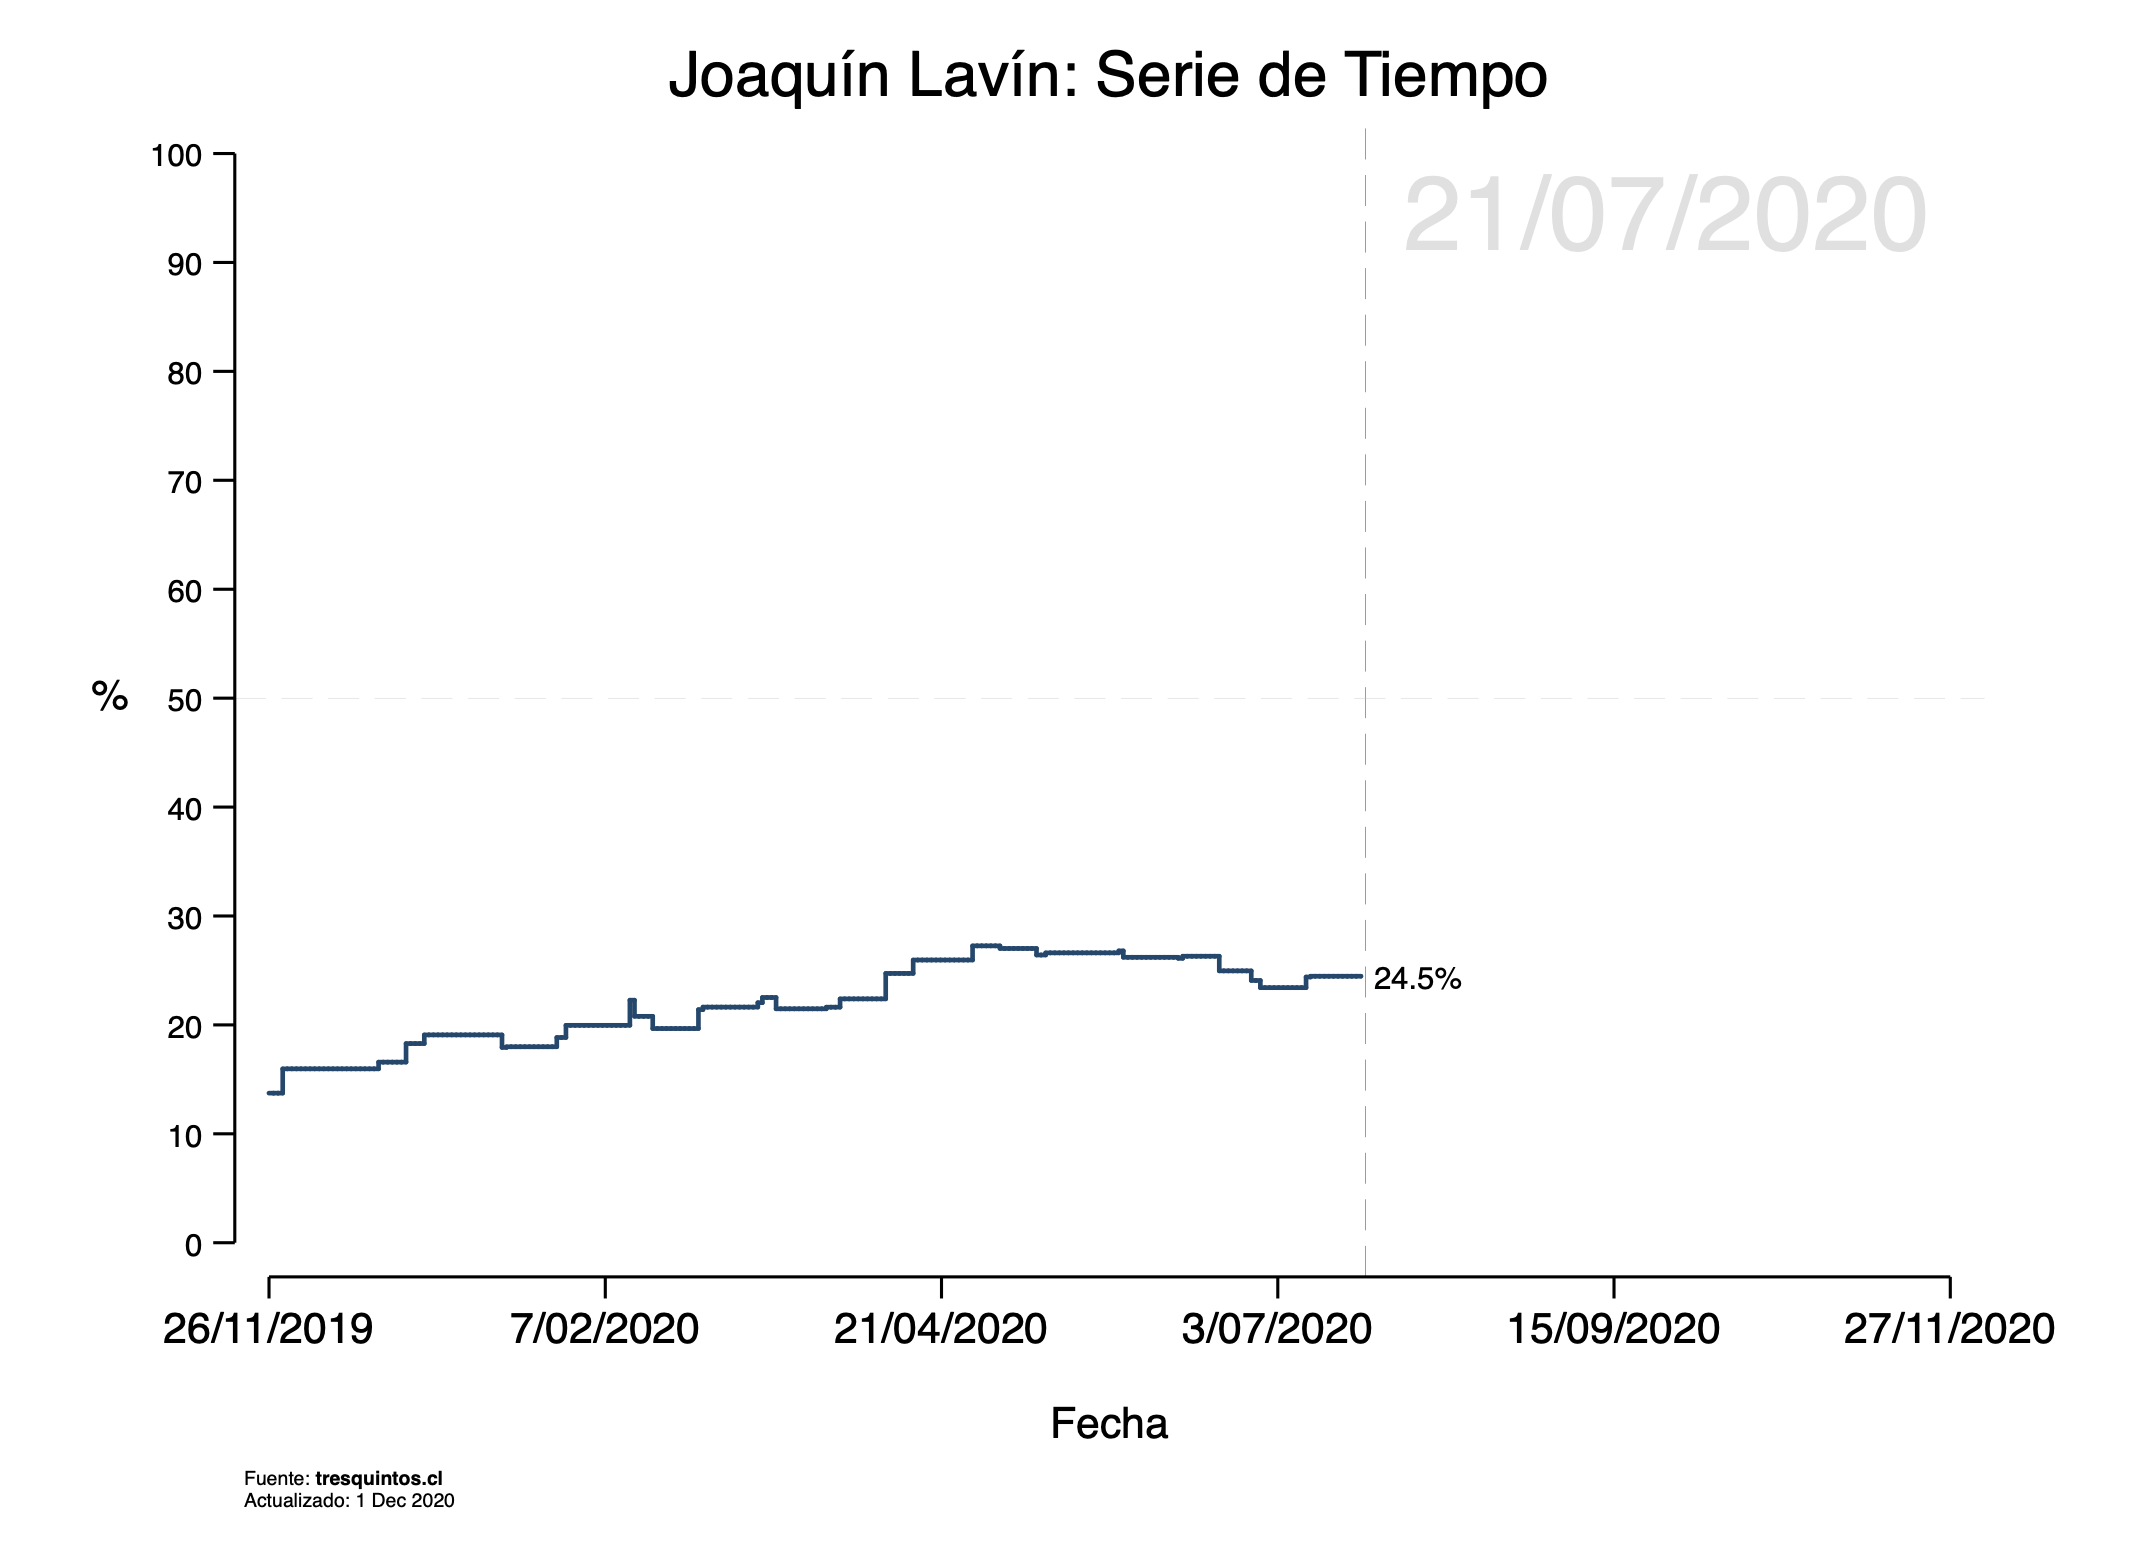 Joaquín Lavín: Serie de Tiempo
21/07/2020
100
90
80
70
60
50
40
30
20
10
0
%
24.5%
26/11/2019 7/02/2020 21/04/2020 3/07/2020 15/09/2020 27/11/2020
Fecha
Fuente: tresquintos.cl
Actualizado: 1 Dec 2020